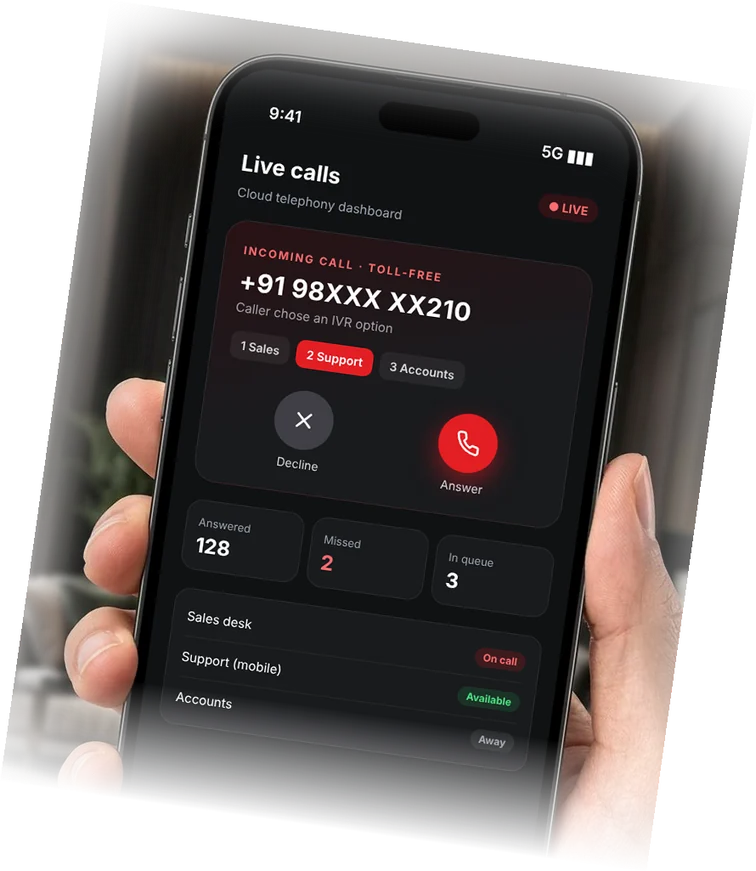 9:41
5G
Live calls
Cloud telephony dashboard
LIVE
INCOMING CALL · TOLL-FREE
+91 98XXX XX210
Caller chose an IVR option
1 Sales 2 Support 3 Accounts
Decline
Answer
Answered
128
Missed
2
In queue
3
Sales desk
On call
Support (mobile)
Available
Accounts
Away